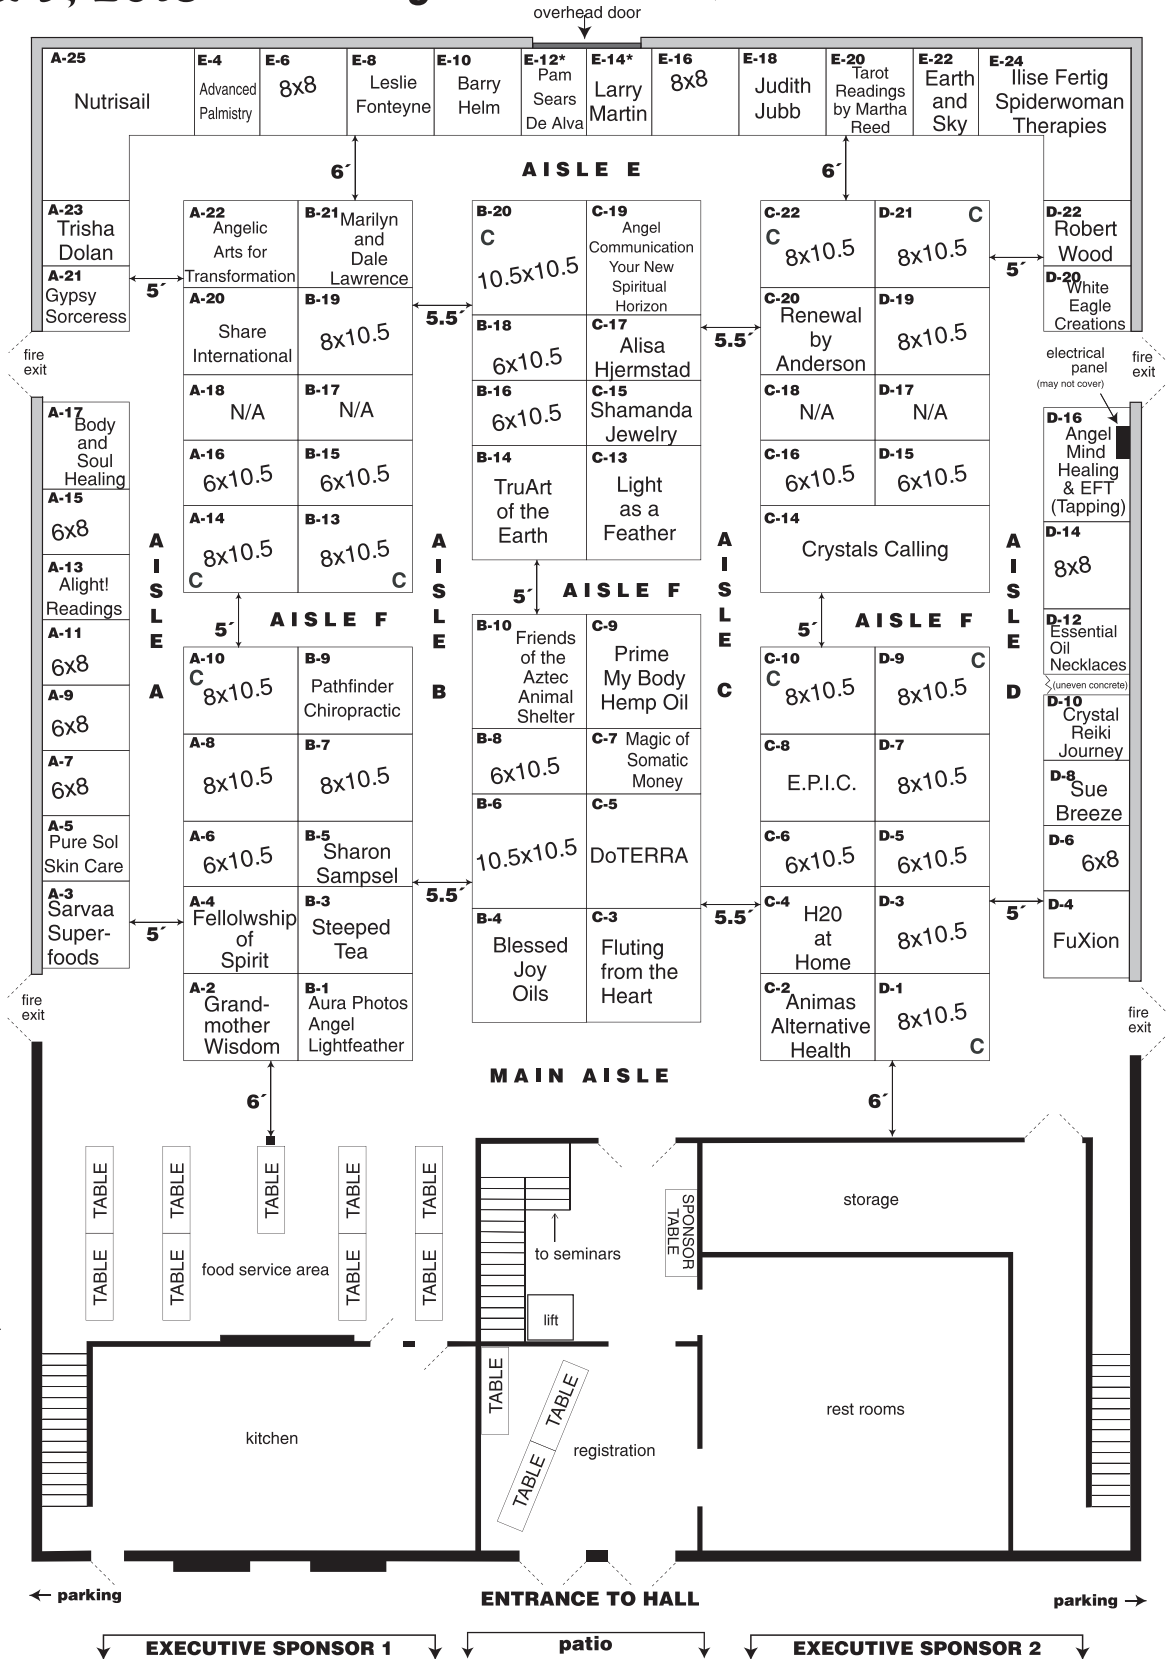 overhead door
A-25
Nutrisail
E-4
Advanced
Palmistry
E-6
8x8
E-8
Leslie
Fonteyne
E-10
Barry
Helm
E-12*
Pam
Sears
De Alva
E-14*
Larry
Martin
E-16
8x8
E-18
Judith
Jubb
E-20
Tarot
Readings
by Martha
Reed
E-22
Earth
and
Sky
E-24
Ilise Fertig
Spiderwoman
Therapies
6´
AISLE E
6´
A-23
Trisha
Dolan
A-21
Gypsy
Sorceress
5´
fire
exit
A-17
Body
and
Soul
Healing
A-15
6x8
A-13
Alight!
Readings
A-11
6x8
A-9
6x8
A-7
6x8
A-5
Pure Sol
Skin Care
A-3
Sarvaa
Super-
foods
5´
fire
exit
AISLE A
A-22
Angelic
Arts for
Transformation
B-21
Marilyn
and
Dale
Lawrence
A-20
Share
International
B-19
8x10.5
A-18
N/A
B-17
N/A
A-16
6x10.5
B-15
6x10.5
A-14
8x10.5
C
B-13
8x10.5
C
5´
AISLE F
A-10
C
8x10.5
B-9
Pathfinder
Chiropractic
A-8
8x10.5
B-7
8x10.5
A-6
6x10.5
B-5
Sharon
Sampsel
A-4
Fellolwship
of
Spirit
B-3
Steeped
Tea
A-2
Grand-
mother
Wisdom
B-1
Aura Photos
Angel
Lightfeather
5.5´
AISLE B
5.5´
B-20
C
10.5x10.5
C-19
Angel
Communication
Your New
Spiritual
Horizon
B-18
6x10.5
C-17
Alisa
Hjermstad
B-16
6x10.5
C-15
Shamanda
Jewelry
B-14
TruArt
of the
Earth
C-13
Light
as a
Feather
5´
AISLE F
B-10
Friends
of the
Aztec
Animal
Shelter
C-9
Prime
My Body
Hemp Oil
B-8
6x10.5
C-7
Magic of
Somatic
Money
B-6
10.5x10.5
C-5
DoTERRA
B-4
Blessed
Joy
Oils
C-3
Fluting
from the
Heart
5.5´
AISLE C
5.5´
C-22
C
8x10.5
D-21
C
8x10.5
C-20
Renewal
by
Anderson
D-19
8x10.5
C-18
N/A
D-17
N/A
C-16
6x10.5
D-15
6x10.5
C-14
Crystals Calling
5´
AISLE F
C-10
C
8x10.5
D-9
C
8x10.5
C-8
E.P.I.C.
D-7
8x10.5
C-6
6x10.5
D-5
6x10.5
C-4
H20
at
Home
D-3
8x10.5
C-2
Animas
Alternative
Health
D-1
8x10.5
C
5´
AISLE D
5´
D-22
Robert
Wood
D-20
White
Eagle
Creations
electrical
panel
(may not cover)
fire
exit
D-16
Angel
Mind
Healing
& EFT
(Tapping)
D-14
8x8
D-12
Essential
Oil
Necklaces
(uneven concrete)
D-10
Crystal
Reiki
Journey
D-8
Sue
Breeze
D-6
6x8
D-4
FuXion
fire
exit
MAIN AISLE
6´
6´
TABLE
TABLE
TABLE
TABLE
TABLE
TABLE
TABLE
TABLE
TABLE
food service area
to seminars
lift
SPONSOR
TABLE
storage
kitchen
TABLE
TABLE
TABLE
registration
rest rooms
parking
ENTRANCE TO HALL
parking
EXECUTIVE SPONSOR 1
patio
EXECUTIVE SPONSOR 2